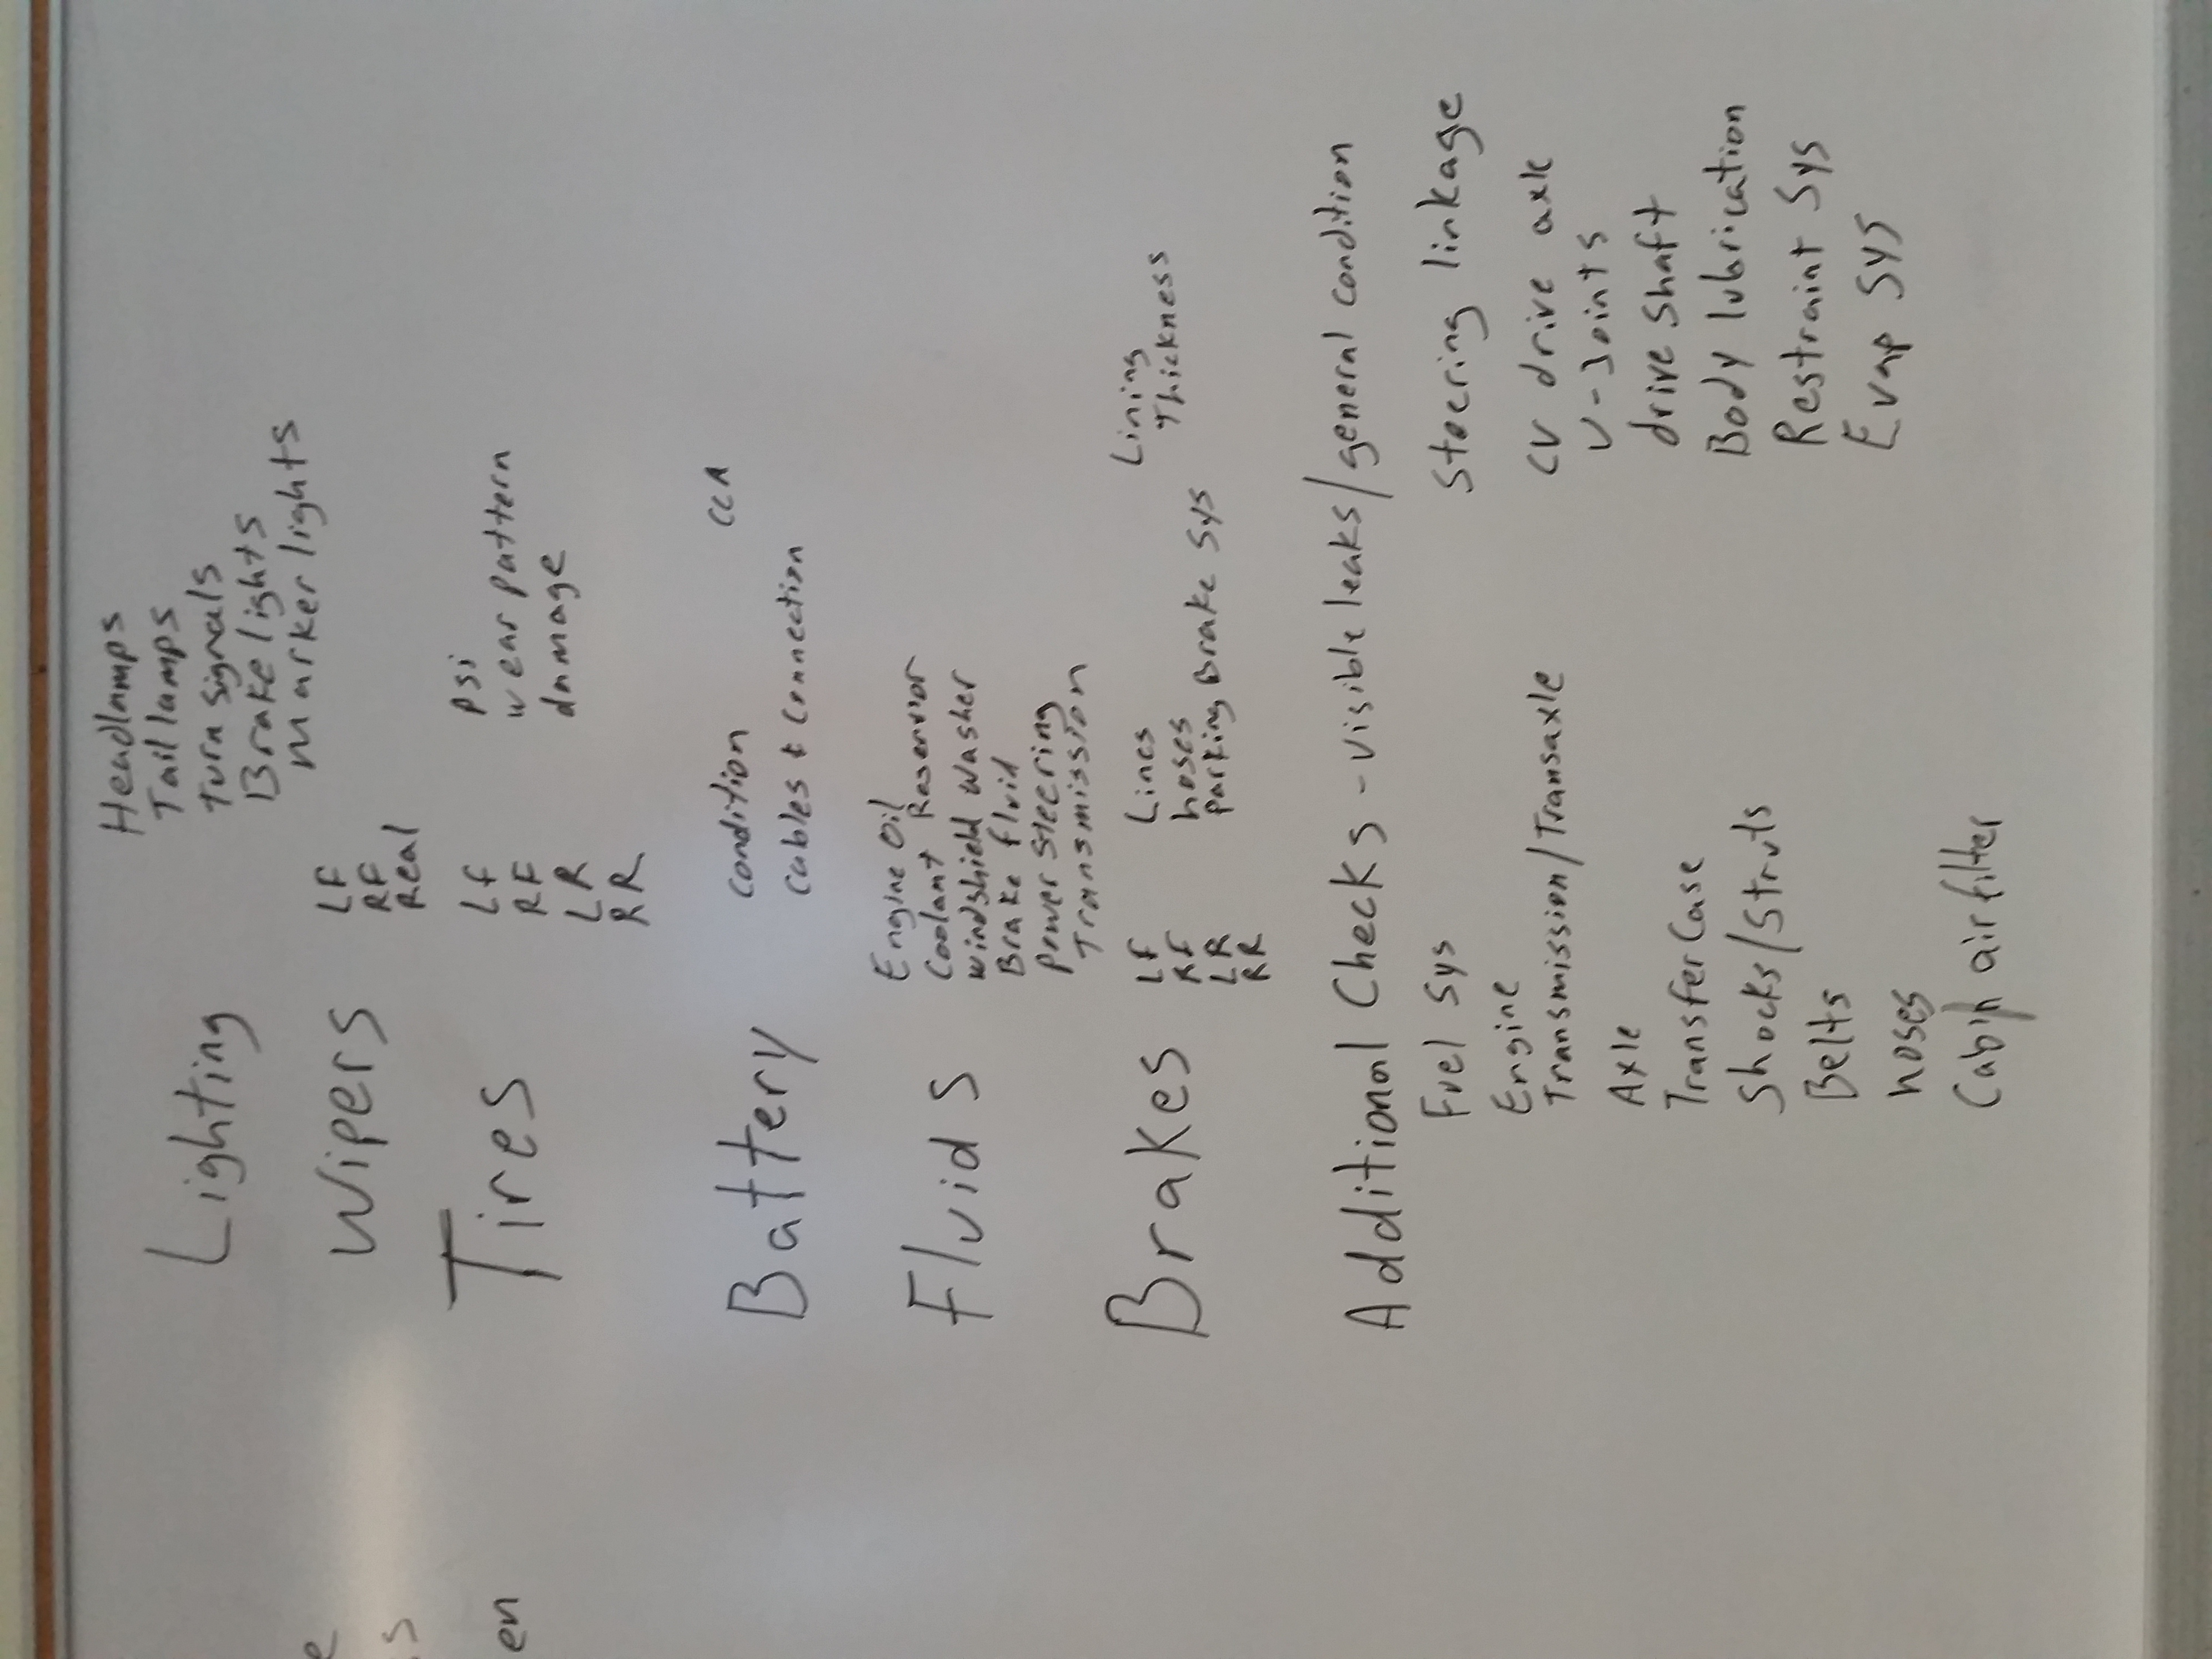 Lighting
Headlamps
Tail lamps
turn signals
Brake lights
Marker lights
Wipers
LF
RF
Real
Tires
LF
RF
LR
RR
psi
wear pattern
damage
Battery
condition
cables & connection
CCA
Fluids
Engine Oil
Coolant Reservior
windshield washer
Brake fluid
power steering
Transmission
Brakes
LF
RF
LR
RR
Lines
hoses
parking Brake Sys
Lining
Thickness
Additional Checks - visible leaks/general condition
Fuel Sys
Engine
Transmission/Transaxle
Axle
Transfer Case
Shocks/Struts
Belts
hoses
Cabin air filter
Steering linkage
CV drive axle
U-Joints
drive shaft
Body lubrication
Restraint Sys
Evap Sys
e
s
en